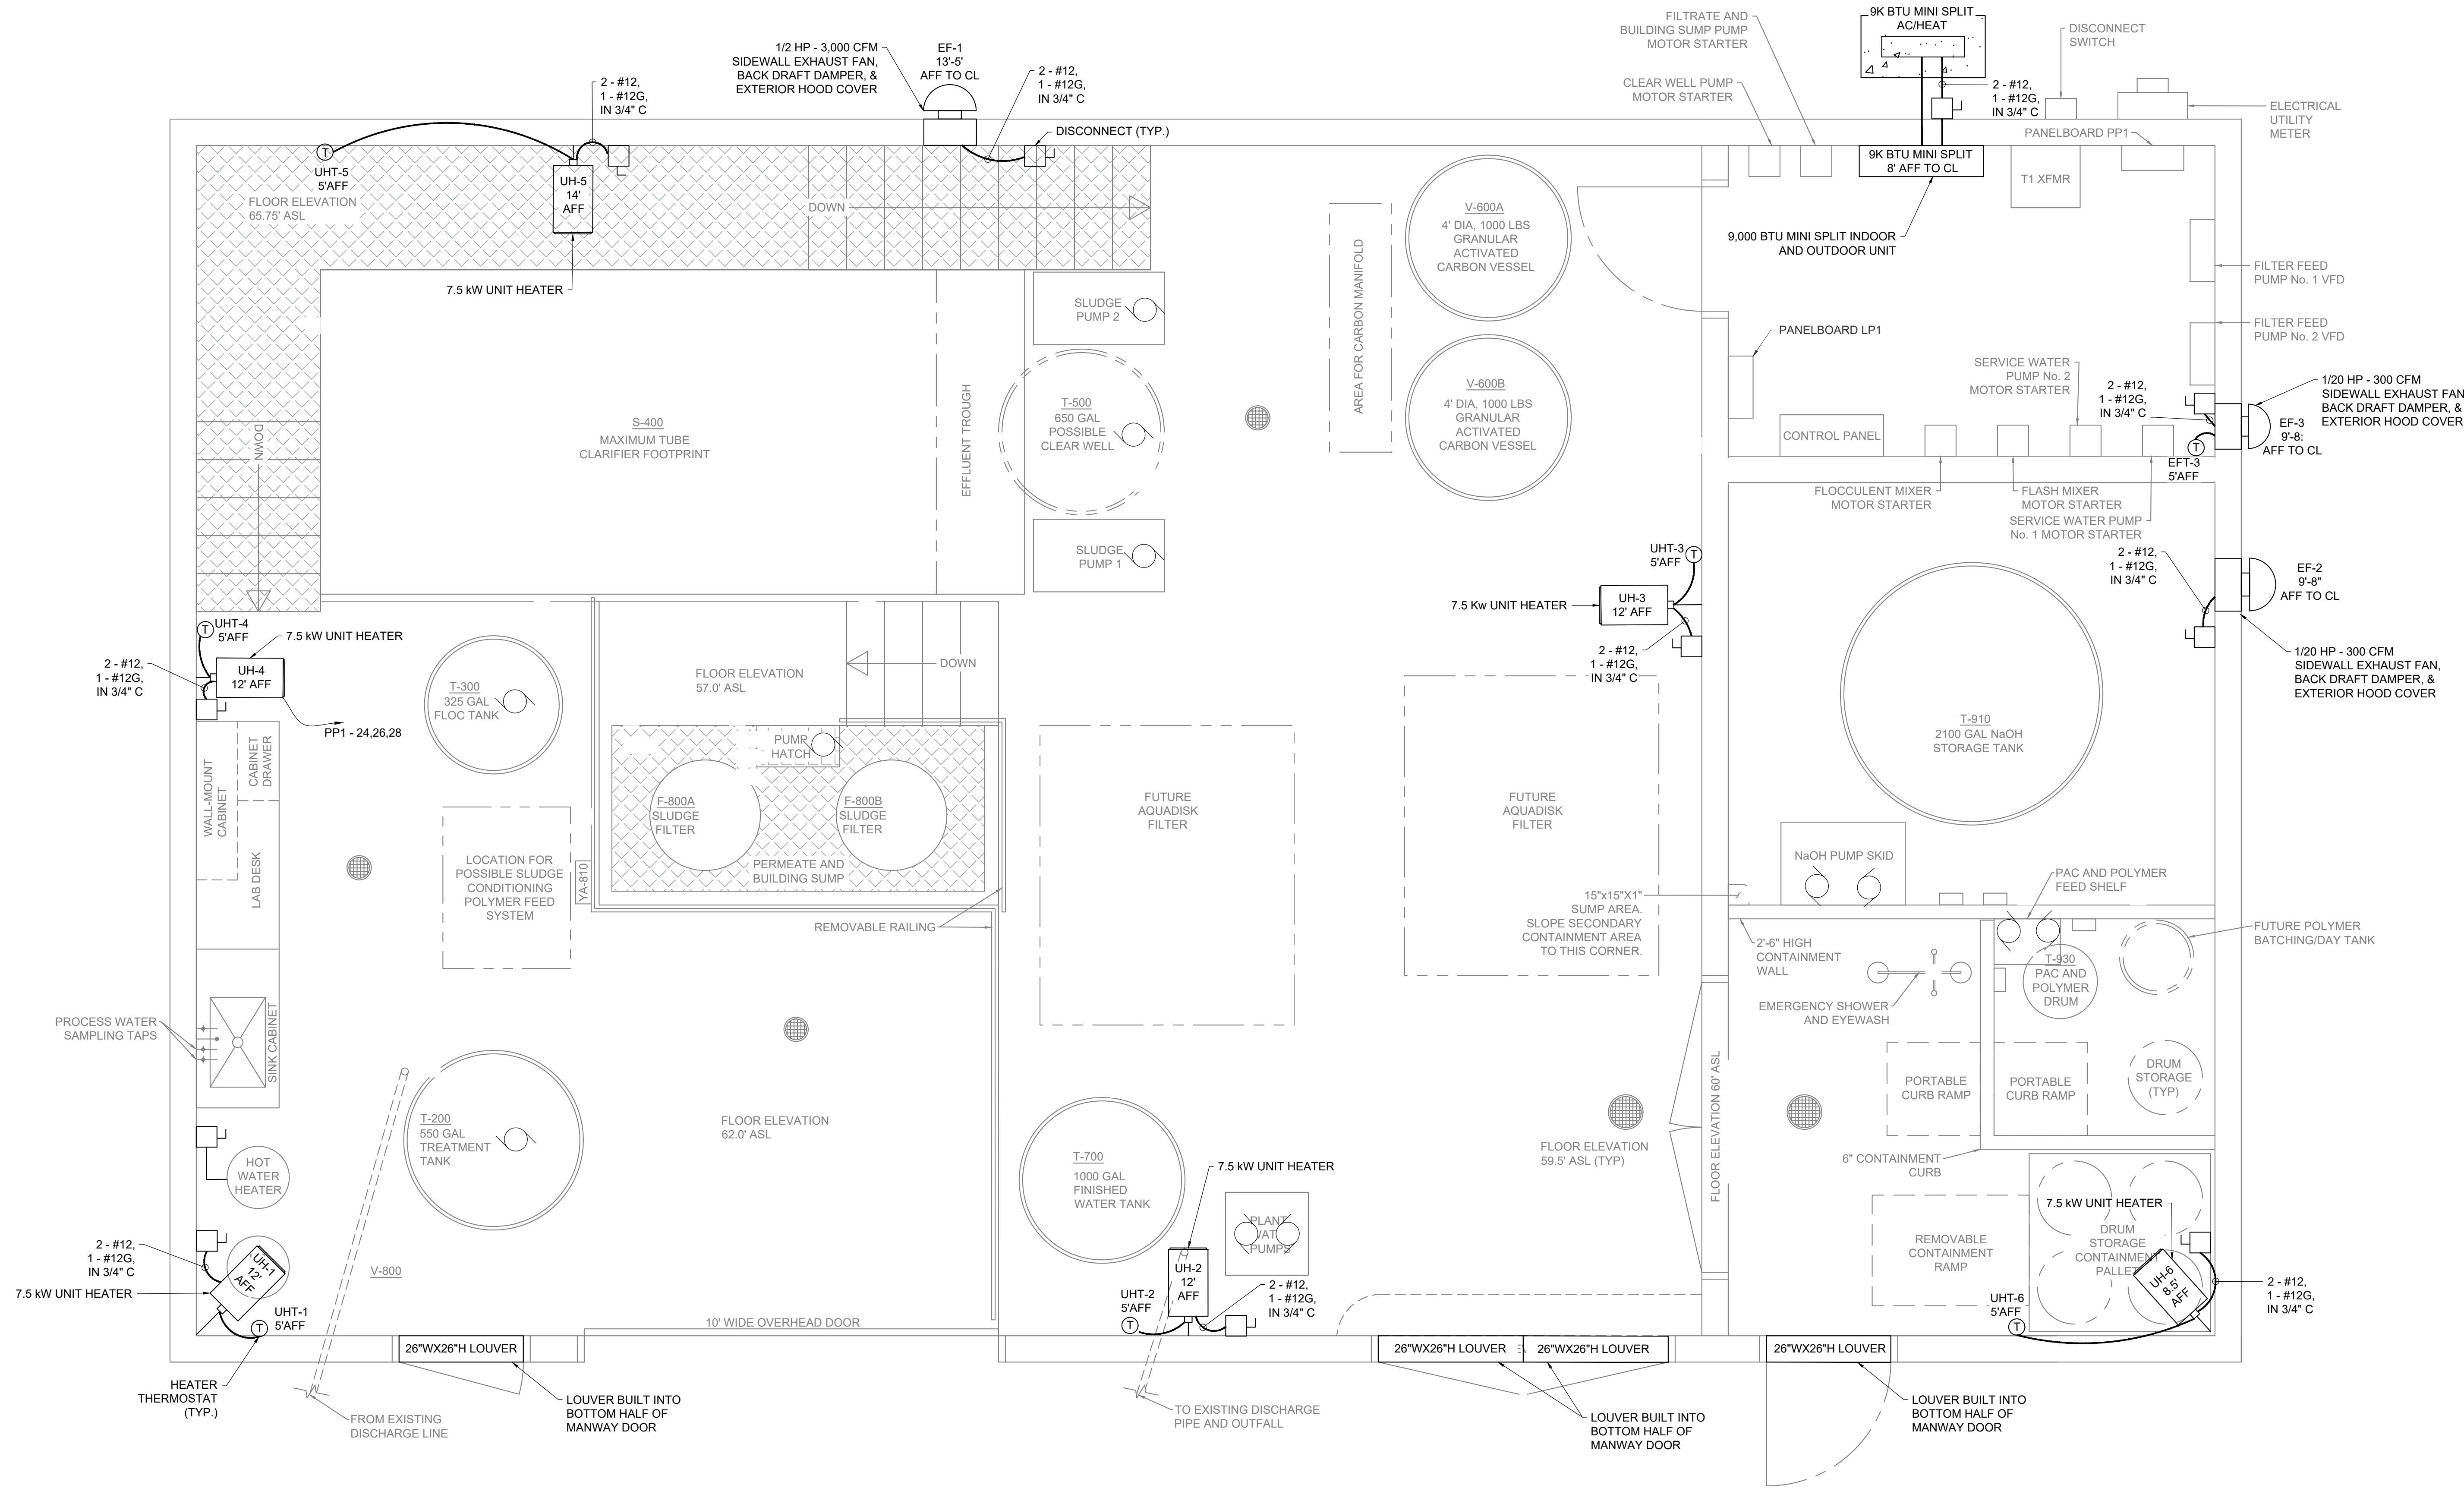 1/2 HP - 3,000 CFM
SIDEWALL EXHAUST FAN,
BACK DRAFT DAMPER, &
EXTERIOR HOOD COVER
EF-1
13'-5'
AFF TO CL
2 - #12,
1 - #12G,
IN 3/4" C
2 - #12,
1 - #12G,
IN 3/4" C
DISCONNECT (TYP.)
FILTRATE AND
BUILDING SUMP PUMP
MOTOR STARTER
CLEAR WELL PUMP
MOTOR STARTER
9K BTU MINI SPLIT
AC/HEAT
DISCONNECT
SWITCH
2 - #12,
1 - #12G,
IN 3/4" C
ELECTRICAL
UTILITY
METER
PANELBOARD PP1
T
UHT-5
5'AFF
FLOOR ELEVATION
65.75' ASL
UH-5
14'
AFF
7.5 kW UNIT HEATER
DOWN
V-600A
4' DIA, 1000 LBS
GRANULAR
ACTIVATED
CARBON VESSEL
AREA FOR CARBON MANIFOLD
9K BTU MINI SPLIT
8' AFF TO CL
T1 XFMR
9,000 BTU MINI SPLIT INDOOR
AND OUTDOOR UNIT
FILTER FEED
PUMP No. 1 VFD
FILTER FEED
PUMP No. 2 VFD
SLUDGE
PUMP 2
PANELBOARD LP1
SERVICE WATER
PUMP No. 2
MOTOR STARTER
2 - #12,
1 - #12G,
IN 3/4" C
1/20 HP - 300 CFM
SIDEWALL EXHAUST FAN,
BACK DRAFT DAMPER, &
EXTERIOR HOOD COVER
EF-3
9'-8:
AFF TO CL
DOWN
S-400
MAXIMUM TUBE
CLARIFIER FOOTPRINT
EFFLUENT TROUGH
T-500
650 GAL
POSSIBLE
CLEAR WELL
V-600B
4' DIA, 1000 LBS
GRANULAR
ACTIVATED
CARBON VESSEL
CONTROL PANEL
T
EFT-3
5'AFF
FLOCCULENT MIXER
MOTOR STARTER
FLASH MIXER
MOTOR STARTER
SERVICE WATER PUMP
No. 1 MOTOR STARTER
SLUDGE
PUMP 1
UHT-3
5'AFF
T
7.5 Kw UNIT HEATER
UH-3
12' AFF
2 - #12,
1 - #12G,
IN 3/4" C
2 - #12,
1 - #12G,
IN 3/4" C
EF-2
9'-8"
AFF TO CL
1/20 HP - 300 CFM
SIDEWALL EXHAUST FAN,
BACK DRAFT DAMPER, &
EXTERIOR HOOD COVER
T
UHT-4
5'AFF
7.5 kW UNIT HEATER
2 - #12,
1 - #12G,
IN 3/4" C
UH-4
12' AFF
PP1 - 24,26,28
T-300
325 GAL
FLOC TANK
FLOOR ELEVATION
57.0' ASL
DOWN
PUMP
HATCH
F-800A
SLUDGE
FILTER
F-800B
SLUDGE
FILTER
PERMEATE AND
BUILDING SUMP
WALL-MOUNT
CABINET
CABINET
DRAWER
LAB DESK
LOCATION FOR
POSSIBLE SLUDGE
CONDITIONING
POLYMER FEED
SYSTEM
YA-810
REMOVABLE RAILING
FUTURE
AQUADISK
FILTER
FUTURE
AQUADISK
FILTER
T-910
2100 GAL NaOH
STORAGE TANK
NaOH PUMP SKID
PAC AND POLYMER
FEED SHELF
15"x15"X1"
SUMP AREA.
SLOPE SECONDARY
CONTAINMENT AREA
TO THIS CORNER.
2'-6" HIGH
CONTAINMENT
WALL
FUTURE POLYMER
BATCHING/DAY TANK
T-930
PAC AND
POLYMER
DRUM
EMERGENCY SHOWER
AND EYEWASH
PROCESS WATER
SAMPLING TAPS
SINK CABINET
PORTABLE
CURB RAMP
PORTABLE
CURB RAMP
DRUM
STORAGE
(TYP)
T-200
550 GAL
TREATMENT
TANK
FLOOR ELEVATION
62.0' ASL
FLOOR ELEVATION
59.5' ASL (TYP)
FLOOR ELEVATION 60' ASL
6" CONTAINMENT
CURB
HOT
WATER
HEATER
T-700
1000 GAL
FINISHED
WATER TANK
7.5 kW UNIT HEATER
PLANT
PUMPS
7.5 kW UNIT HEATER
DRUM
STORAGE
CONTAINMENT
PALLET
REMOVABLE
CONTAINMENT
RAMP
2 - #12,
1 - #12G,
IN 3/4" C
7.5 kW UNIT HEATER
UH-1
12'
AFF
V-800
UHT-1
5'AFF
T
UH-2
12'
AFF
UHT-2
5'AFF
T
2 - #12,
1 - #12G,
IN 3/4" C
UH-6
8.5'
AFF
UHT-6
5'AFF
T
2 - #12,
1 - #12G,
IN 3/4" C
10' WIDE OVERHEAD DOOR
26"WX26"H LOUVER
26"WX26"H LOUVER
26"WX26"H LOUVER
26"WX26"H LOUVER
HEATER
THERMOSTAT
(TYP.)
FROM EXISTING
DISCHARGE LINE
LOUVER BUILT INTO
BOTTOM HALF OF
MANWAY DOOR
TO EXISTING DISCHARGE
PIPE AND OUTFALL
LOUVER BUILT INTO
BOTTOM HALF OF
MANWAY DOOR
LOUVER BUILT INTO
BOTTOM HALF OF
MANWAY DOOR